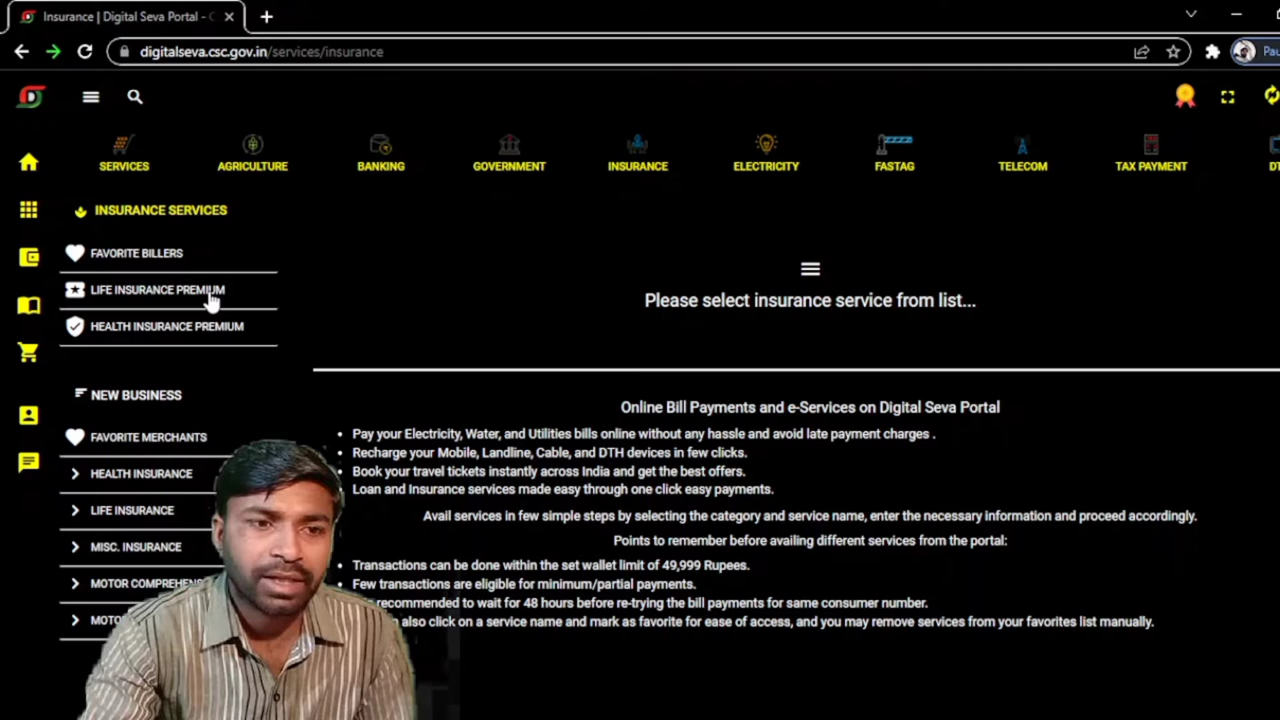 Insurance | Digital Seva Portal -
digitalseva.csc.gov.in/services/insurance
Pau
SERVICES
AGRICULTURE
BANKING
GOVERNMENT
INSURANCE
ELECTRICITY
FASTAG
TELECOM
TAX PAYMENT
DT
INSURANCE SERVICES
FAVORITE BILLERS
LIFE INSURANCE PREMIUM
HEALTH INSURANCE PREMIUM
NEW BUSINESS
FAVORITE MERCHANTS
HEALTH INSURANCE
LIFE INSURANCE
MISC. INSURANCE
MOTOR COMPREHENS
MOTO
Please select insurance service from list...
Online Bill Payments and e-Services on Digital Seva Portal
• Pay your Electricity, Water, and Utilities bills online without any hassle and avoid late payment charges .
• Recharge your Mobile, Landline, Cable, and DTH devices in few clicks.
• Book your travel tickets instantly across India and get the best offers.
• Loan and Insurance services made easy through one click easy payments.
Avail services in few simple steps by selecting the category and service name, enter the necessary information and proceed accordingly.
Points to remember before availing different services from the portal:
• Transactions can be done within the set wallet limit of 49,999 Rupees.
• Few transactions are eligible for minimum/partial payments.
recommended to wait for 48 hours before re-trying the bill payments for same consumer number.
also click on a service name and mark as favorite for ease of access, and you may remove services from your favorites list manually.